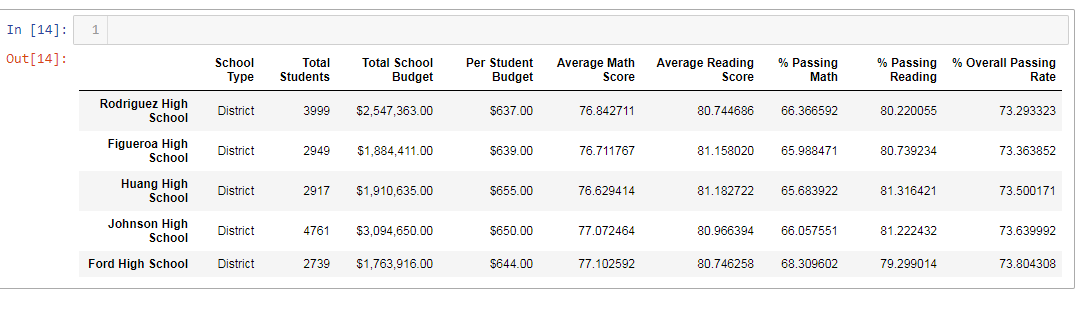 In [14]: 1
Out[14]:
School Type Total Students Total School Budget Per Student Budget Average Math Score Average Reading Score % Passing Math % Passing Reading % Overall Passing Rate
Rodriguez High School District 3999 $2,547,363.00 $637.00 76.842711 80.744686 66.366592 80.220055 73.293323
Figueroa High School District 2949 $1,884,411.00 $639.00 76.711767 81.158020 65.988471 80.739234 73.363852
Huang High School District 2917 $1,910,635.00 $655.00 76.629414 81.182722 65.683922 81.316421 73.500171
Johnson High School District 4761 $3,094,650.00 $650.00 77.072464 80.966394 66.057551 81.222432 73.639992
Ford High School District 2739 $1,763,916.00 $644.00 77.102592 80.746258 68.309602 79.299014 73.804308